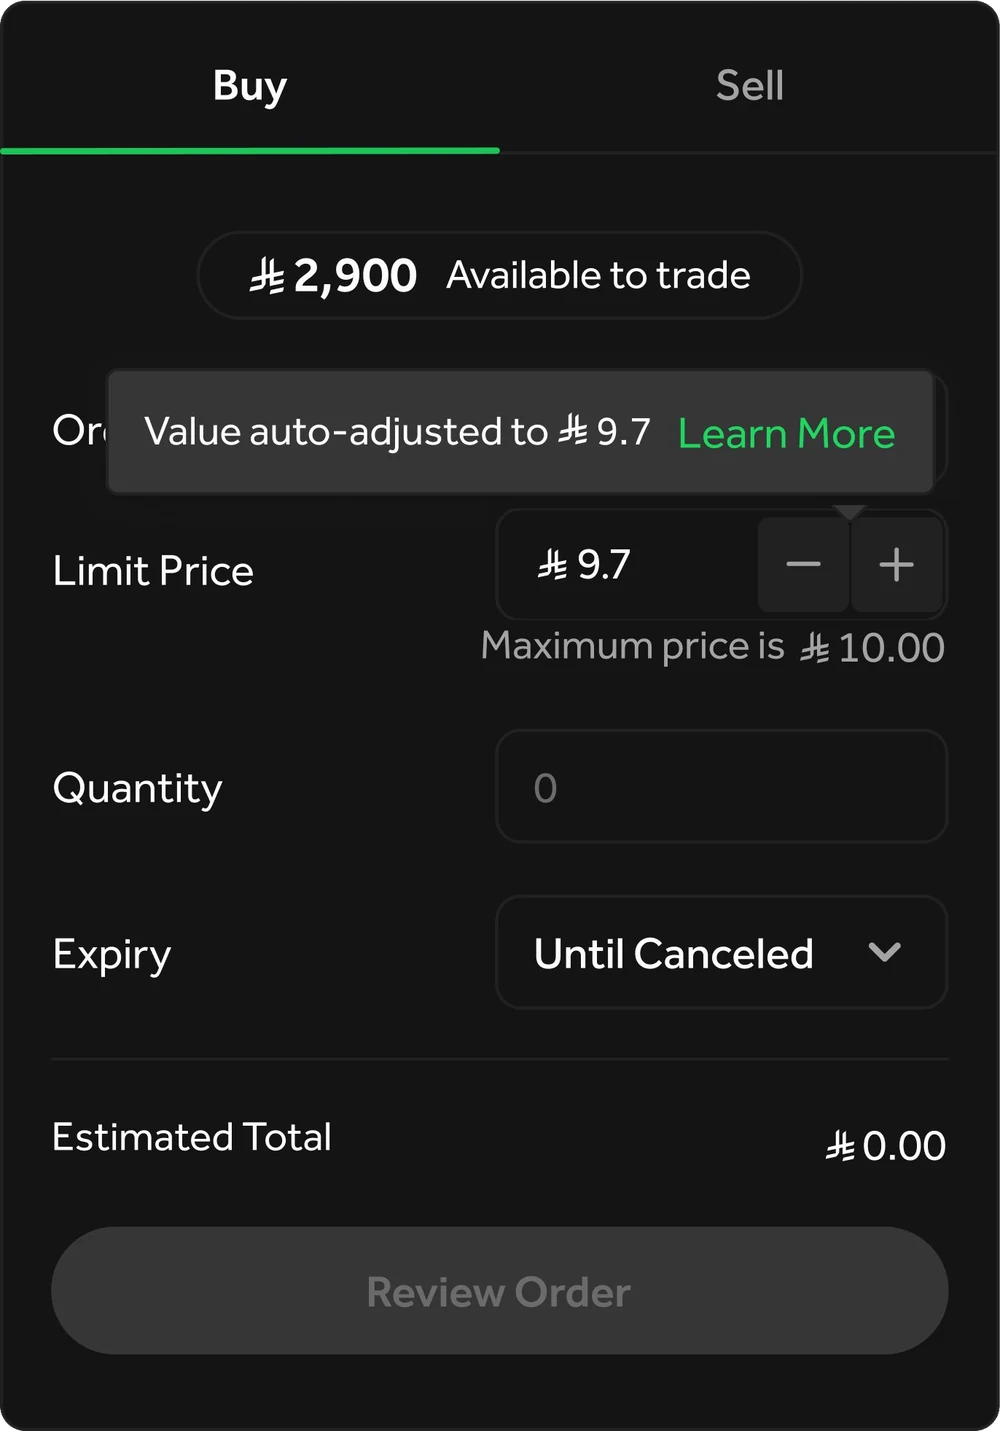 Buy
Sell
⃁ 2,900 Available to trade
Value auto-adjusted to ⃁ 9.7 Learn More
Limit Price
⃁ 9.7
Maximum price is ⃁ 10.00
Quantity
0
Expiry
Until Canceled
Estimated Total
⃁ 0.00
Review Order